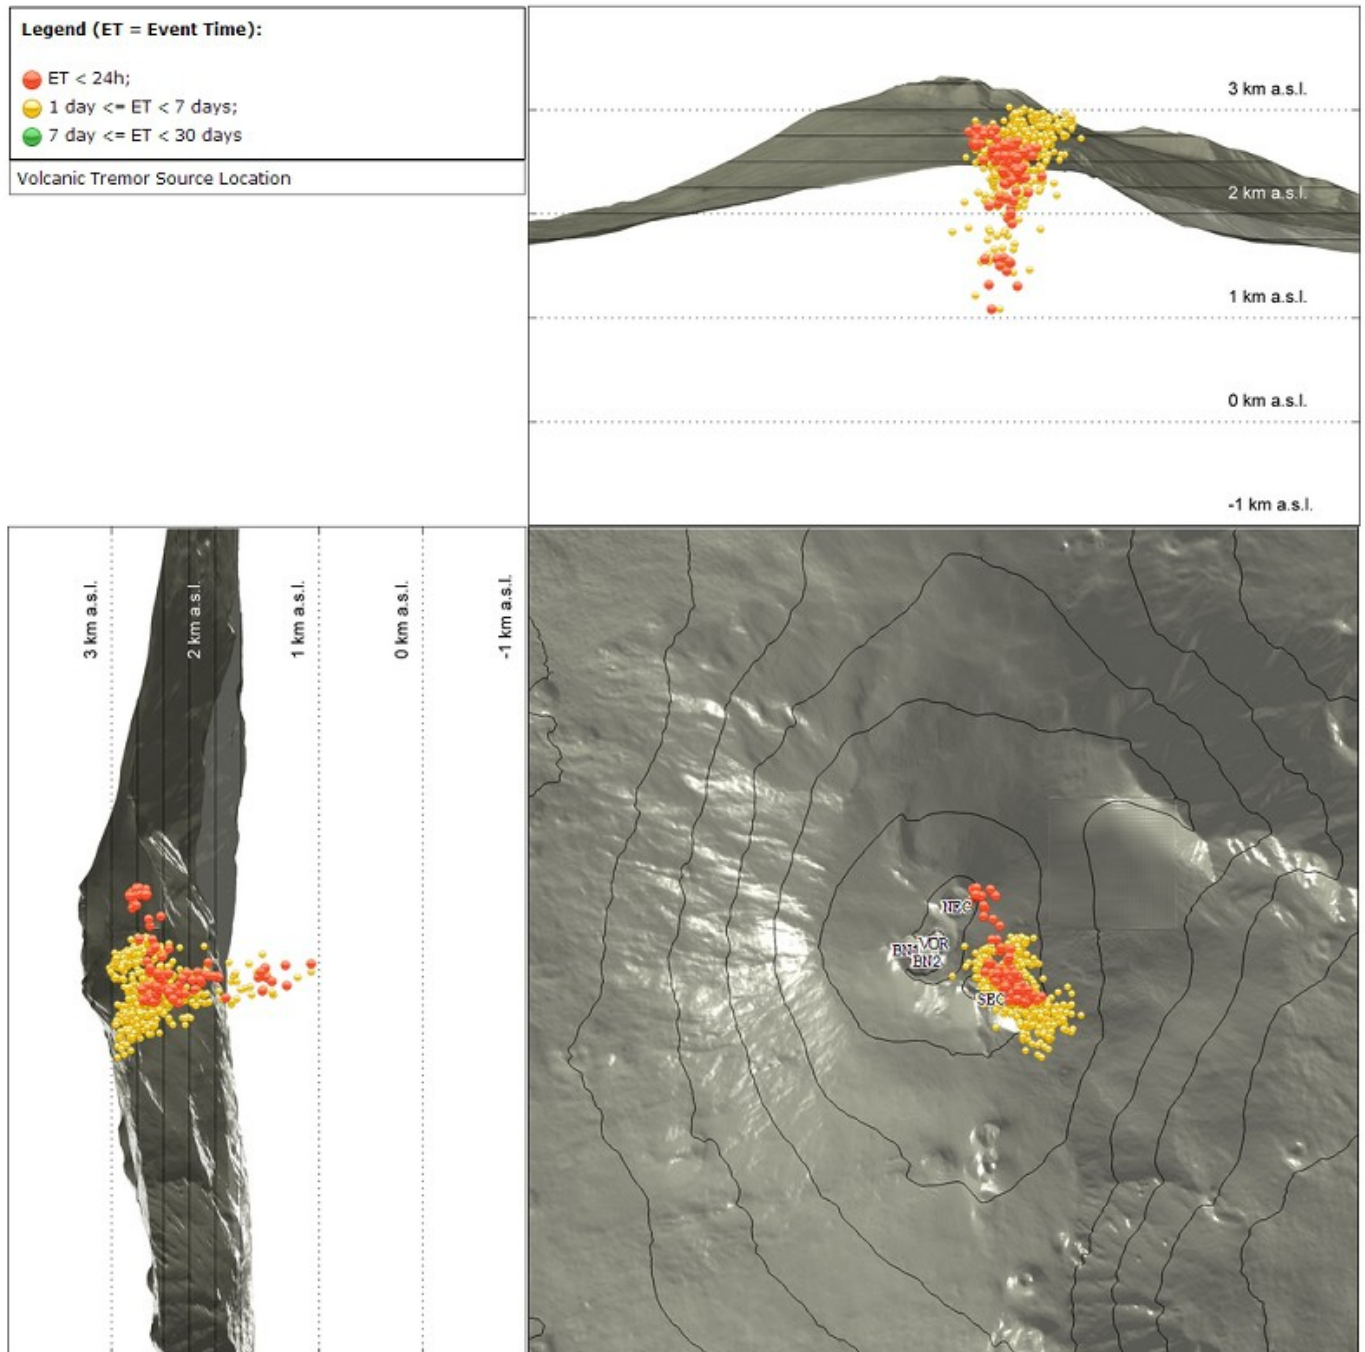 Legend (ET = Event Time):
ET < 24h;
1 day <= ET < 7 days;
7 day <= ET < 30 days
Volcanic Tremor Source Location
3 km a.s.l.
2 km a.s.l.
1 km a.s.l.
0 km a.s.l.
-1 km a.s.l.
3 km a.s.l.
2 km a.s.l.
1 km a.s.l.
0 km a.s.l.
-1 km a.s.l.
NEC
BN1 VOR
BN2
SEC